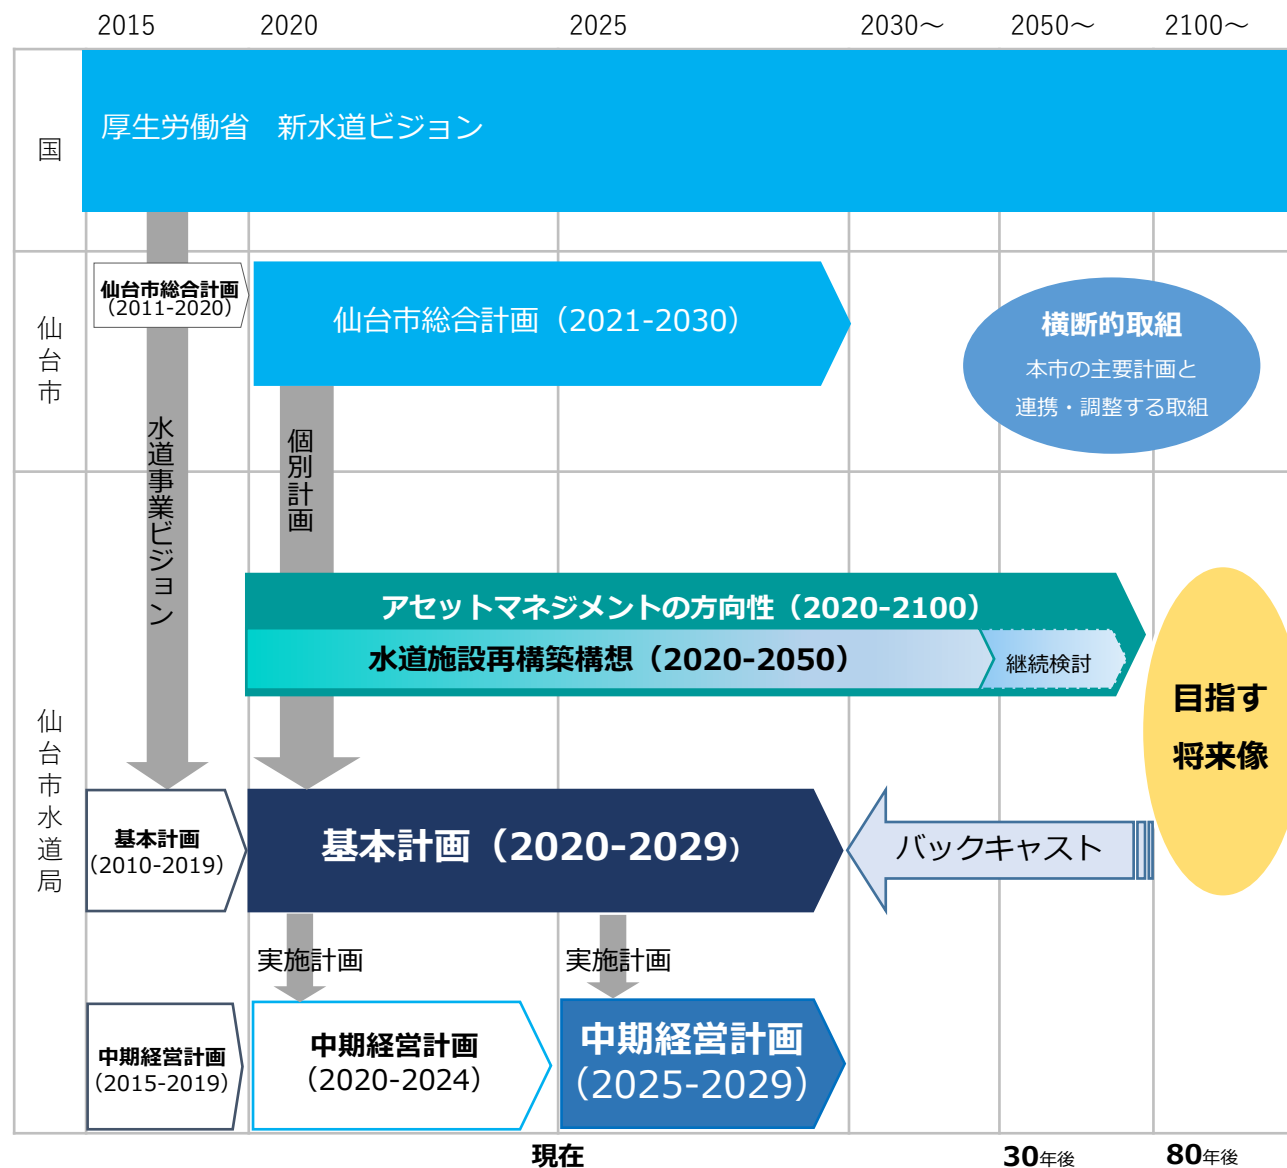 2015
2020
2025
2030～
2050～
2100～
国
厚生労働省　新水道ビジョン
仙台市
仙台市総合計画
（2011-2020）
仙台市総合計画（2021-2030）
横断的取組
本市の主要計画と
連携・調整する取組
水道事業ビジョン
個別計画
仙台市水道局
アセットマネジメントの方向性（2020-2100）
水道施設再構築構想（2020-2050）
継続検討
目指す
将来像
基本計画
（2010-2019）
基本計画（2020-2029）
バックキャスト
実施計画
実施計画
中期経営計画
（2015-2019）
中期経営計画
（2020-2024）
中期経営計画
（2025-2029）
現在
30年後
80年後